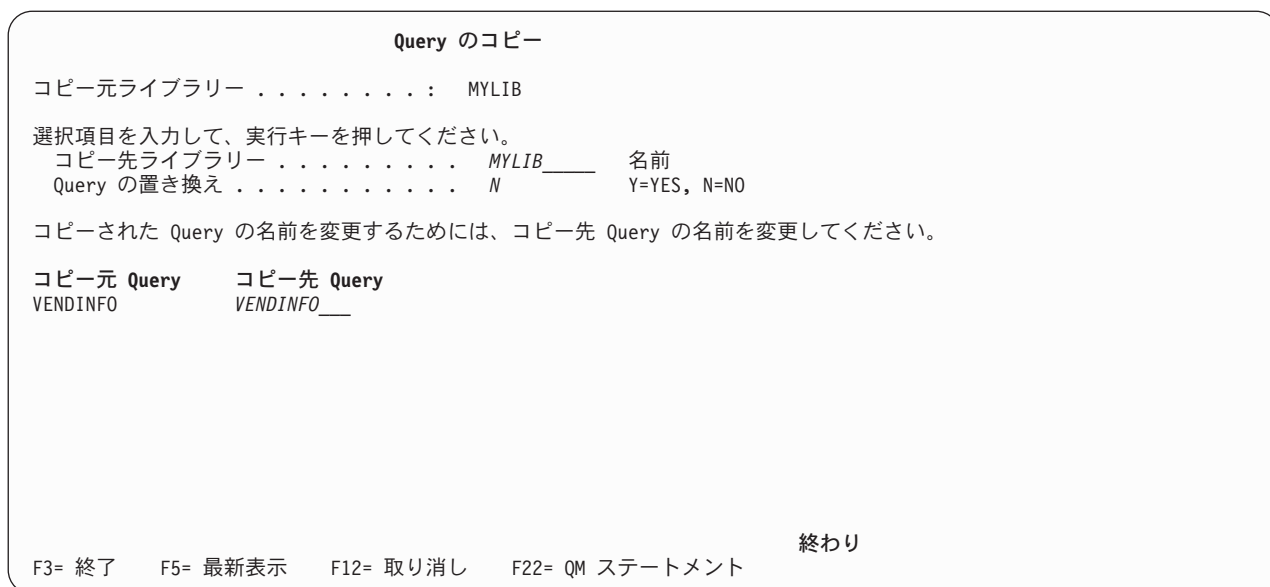 Query のコピー
コピー元ライブラリー . . . . . . . . :   MYLIB
選択項目を入力して、実行キーを押してください。
コピー先ライブラリー . . . . . . . . .   MYLIB_____   名前
Query の置き換え . . . . . . . . . . .   N   Y=YES, N=NO
コピーされた Query の名前を変更するためには、コピー先 Query の名前を変更してください。
コピー元 Query   コピー先 Query
VENDINFO   VENDINFO___
終わり
F3= 終了   F5= 最新表示   F12= 取り消し   F22= QM ステートメント